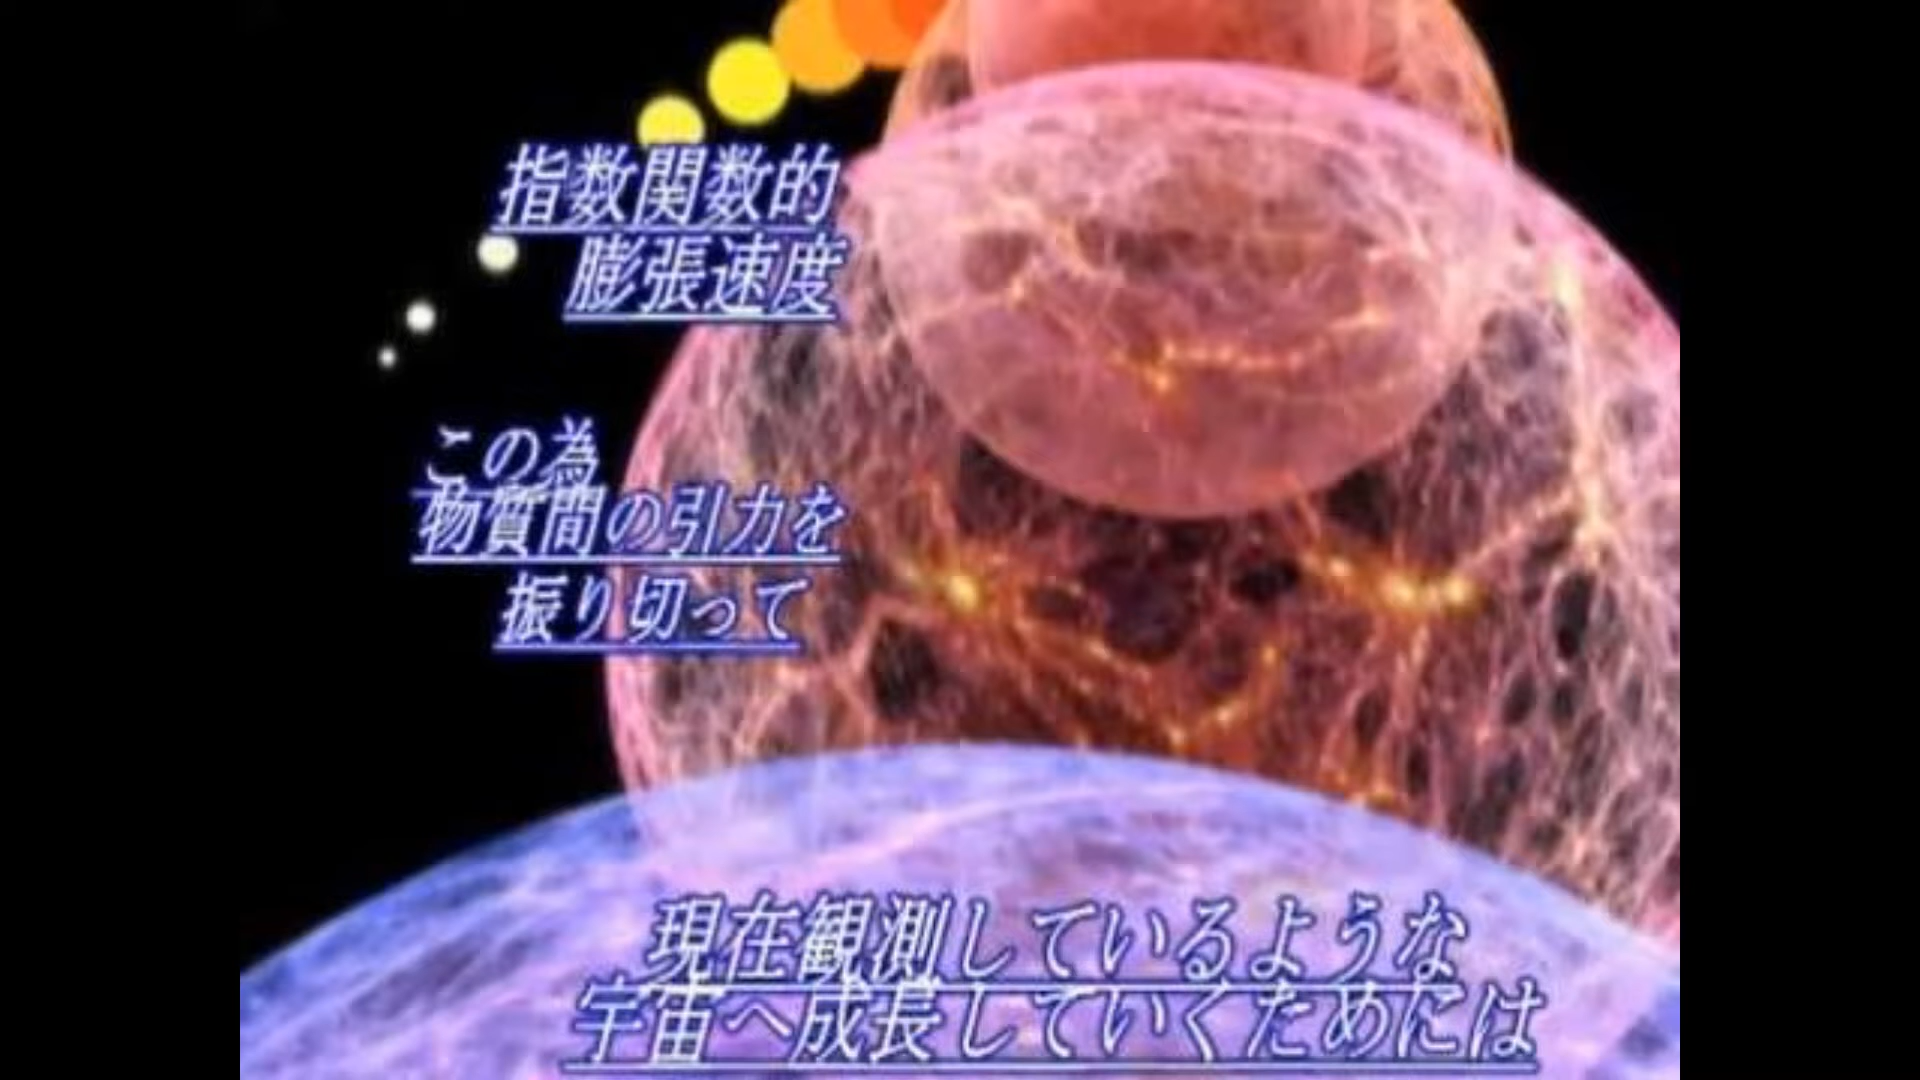 指数関数的
膨張速度
この為
物質間の引力を
振り切って
現在観測しているような
宇宙へ成長していくためには